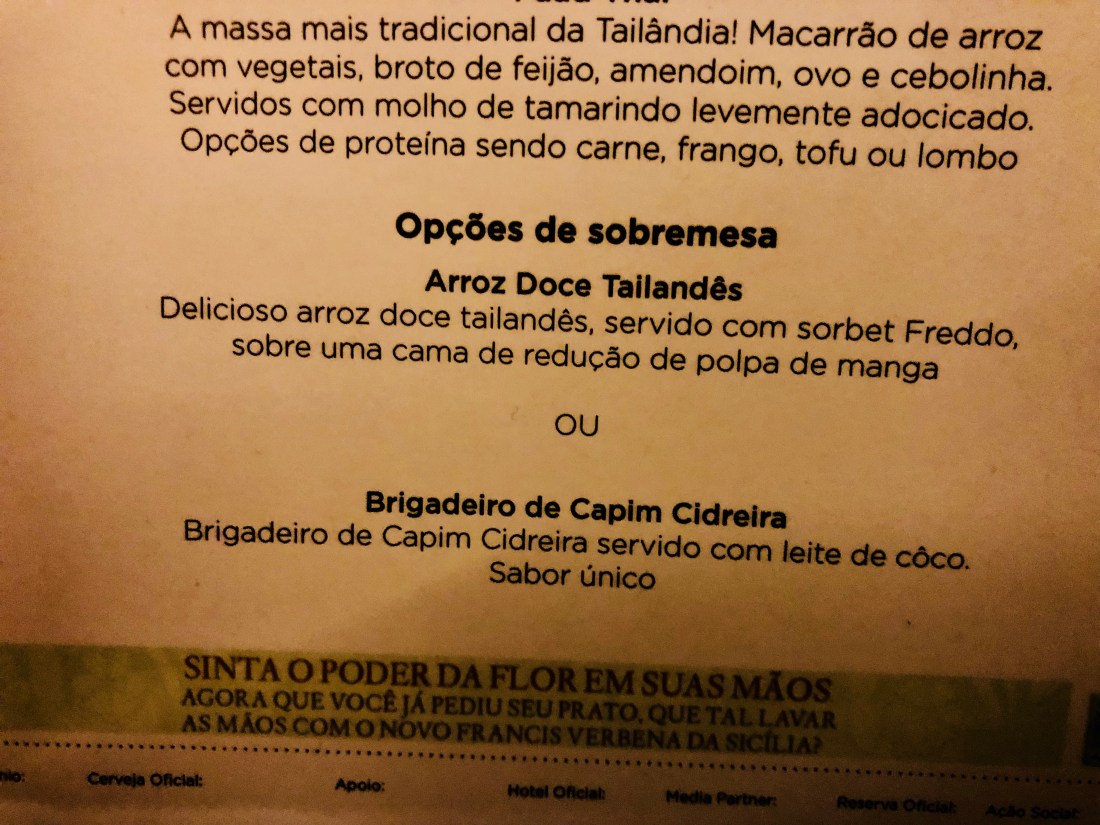 A massa mais tradicional da Tailândia! Macarrão de arroz
com vegetais, broto de feijão, amendoim, ovo e cebolinha.
Servidos com molho de tamarindo levemente adocicado.
Opções de proteína sendo carne, frango, tofu ou lombo
Opções de sobremesa
Arroz Doce Tailandês
Delicioso arroz doce tailandês, servido com sorbet Freddo,
sobre uma cama de redução de polpa de manga
OU
Brigadeiro de Capim Cidreira
Brigadeiro de Capim Cidreira servido com leite de côco.
Sabor único
SINTA O PODER DA FLOR EM SUAS MÃOS
AGORA QUE VOCÊ JÁ PEDIU SEU PRATO, QUE TAL LAVAR
AS MÃOS COM O NOVO FRANCIS VERBENA DA SICÍLIA?
Cerveja Oficial: Apoio: Hotel Oficial: Media Partner: Reserva Oficial: Ação Social: